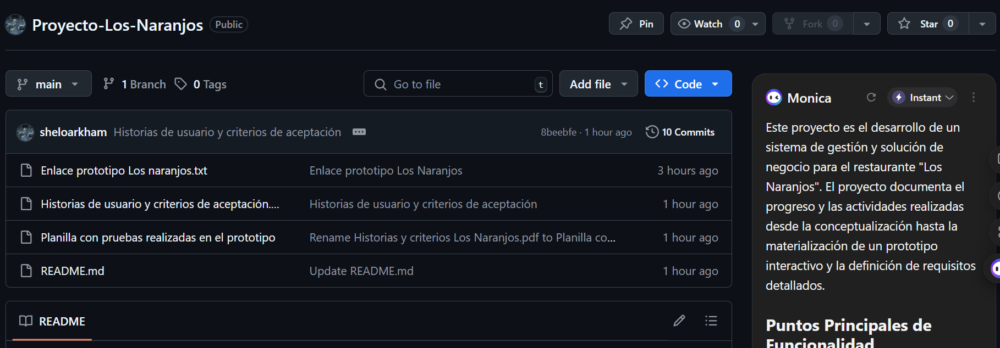 Proyecto-Los-Naranjos Public
Pin
Watch 0
Fork 0
Star 0
main
1 Branch
0 Tags
Go to file t
Add file
Code
sheloarkham Historias de usuario y criterios de aceptación
8beebfe · 1 hour ago
10 Commits
Enlace prototipo Los naranjos.txt Enlace prototipo Los Naranjos 3 hours ago
Historias de usuario y criterios de aceptación.... Historias de usuario y criterios de aceptación 1 hour ago
Planilla con pruebas realizadas en el prototipo Rename Historias y criterios Los Naranjos.pdf to Planilla co... 1 hour ago
README.md Update README.md 1 hour ago
README
Monica
Instant
Este proyecto es el desarrollo de un
sistema de gestión y solución de
negocio para el restaurante "Los
Naranjos". El proyecto documenta el
progreso y las actividades realizadas
desde la conceptualización hasta la
materialización de un prototipo
interactivo y la definición de requisitos
detallados.
Puntos Principales de
Funcionalidad